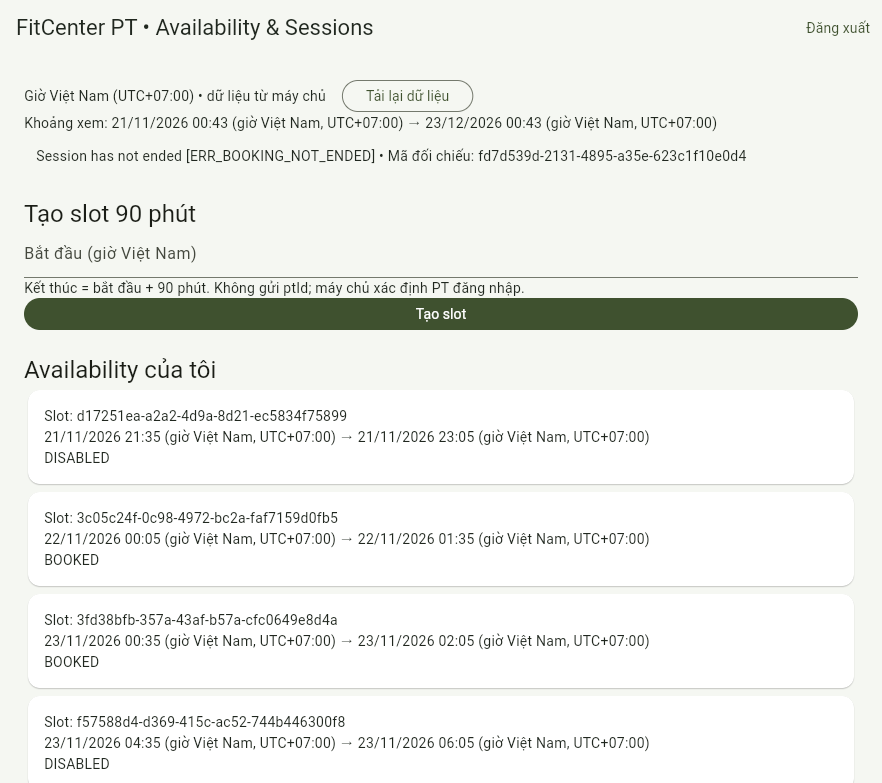 FitCenter PT • Availability & Sessions
Đăng xuất
Giờ Việt Nam (UTC+07:00) • dữ liệu từ máy chủ
Tải lại dữ liệu
Khoảng xem: 21/11/2026 00:43 (giờ Việt Nam, UTC+07:00) → 23/12/2026 00:43 (giờ Việt Nam, UTC+07:00)
Session has not ended [ERR_BOOKING_NOT_ENDED] • Mã đối chiếu: fd7d539d-2131-4895-a35e-623c1f10e0d4
Tạo slot 90 phút
Bắt đầu (giờ Việt Nam)
Kết thúc = bắt đầu + 90 phút. Không gửi ptId; máy chủ xác định PT đăng nhập.
Tạo slot
Availability của tôi
Slot: d17251ea-a2a2-4d9a-8d21-ec5834f75899
21/11/2026 21:35 (giờ Việt Nam, UTC+07:00) → 21/11/2026 23:05 (giờ Việt Nam, UTC+07:00)
DISABLED
Slot: 3c05c24f-0c98-4972-bc2a-faf7159d0fb5
22/11/2026 00:05 (giờ Việt Nam, UTC+07:00) → 22/11/2026 01:35 (giờ Việt Nam, UTC+07:00)
BOOKED
Slot: 3fd38bfb-357a-43af-b57a-cfc0649e8d4a
23/11/2026 00:35 (giờ Việt Nam, UTC+07:00) → 23/11/2026 02:05 (giờ Việt Nam, UTC+07:00)
BOOKED
Slot: f57588d4-d369-415c-ac52-744b446300f8
23/11/2026 04:35 (giờ Việt Nam, UTC+07:00) → 23/11/2026 06:05 (giờ Việt Nam, UTC+07:00)
DISABLED